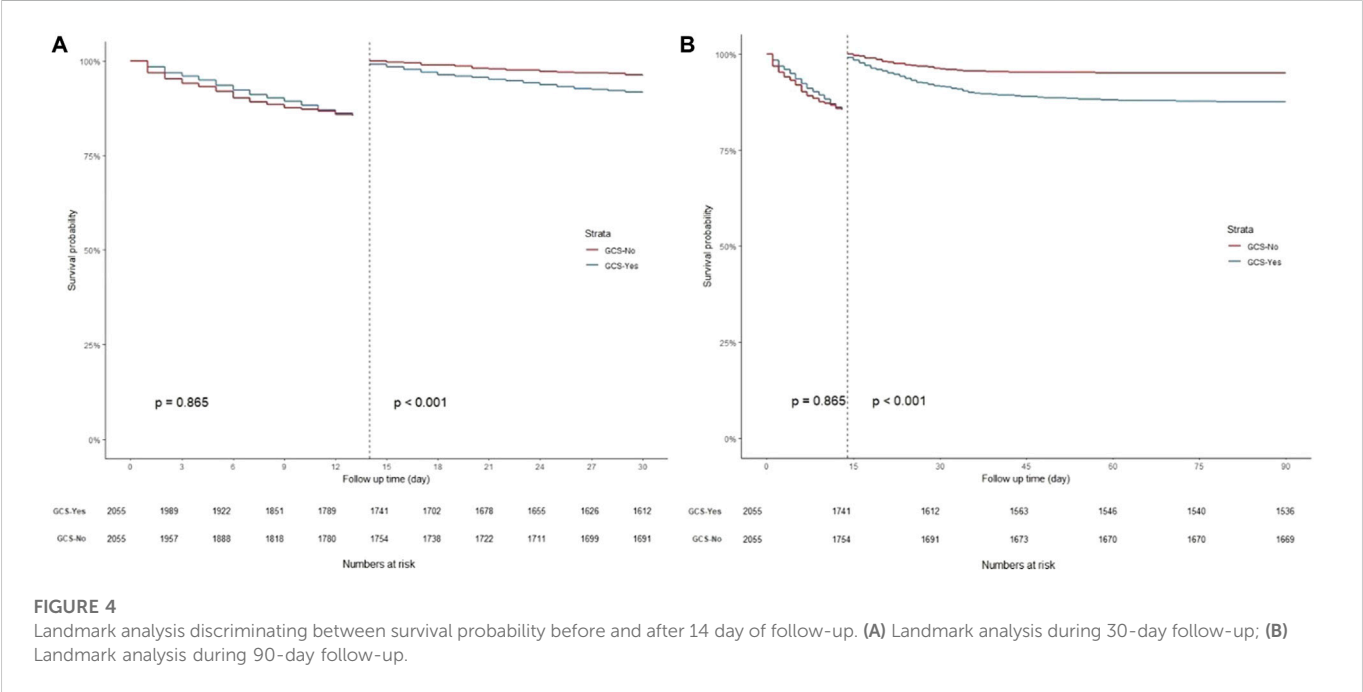 A
100%
75%
50%
25%
0%
Survival probability
Strata
GCS-No
GCS-Yes
p = 0.865
p < 0.001
0 3 6 9 12 15 18 21 24 27 30
Follow up time (day)
GCS-Yes 2055 1989 1922 1851 1789 1741 1702 1678 1655 1626 1612
GCS-No 2055 1957 1888 1818 1780 1754 1738 1722 1711 1699 1691
Numbers at risk
B
100%
75%
50%
25%
0%
Survival probability
Strata
GCS-No
GCS-Yes
p = 0.865
p < 0.001
0 15 30 45 60 75 90
Follow up time (day)
GCS-Yes 2055 1741 1612 1563 1546 1540 1536
GCS-No 2055 1754 1691 1673 1670 1670 1669
Numbers at risk
FIGURE 4
Landmark analysis discriminating between survival probability before and after 14 day of follow-up. (A) Landmark analysis during 30-day follow-up; (B)
Landmark analysis during 90-day follow-up.